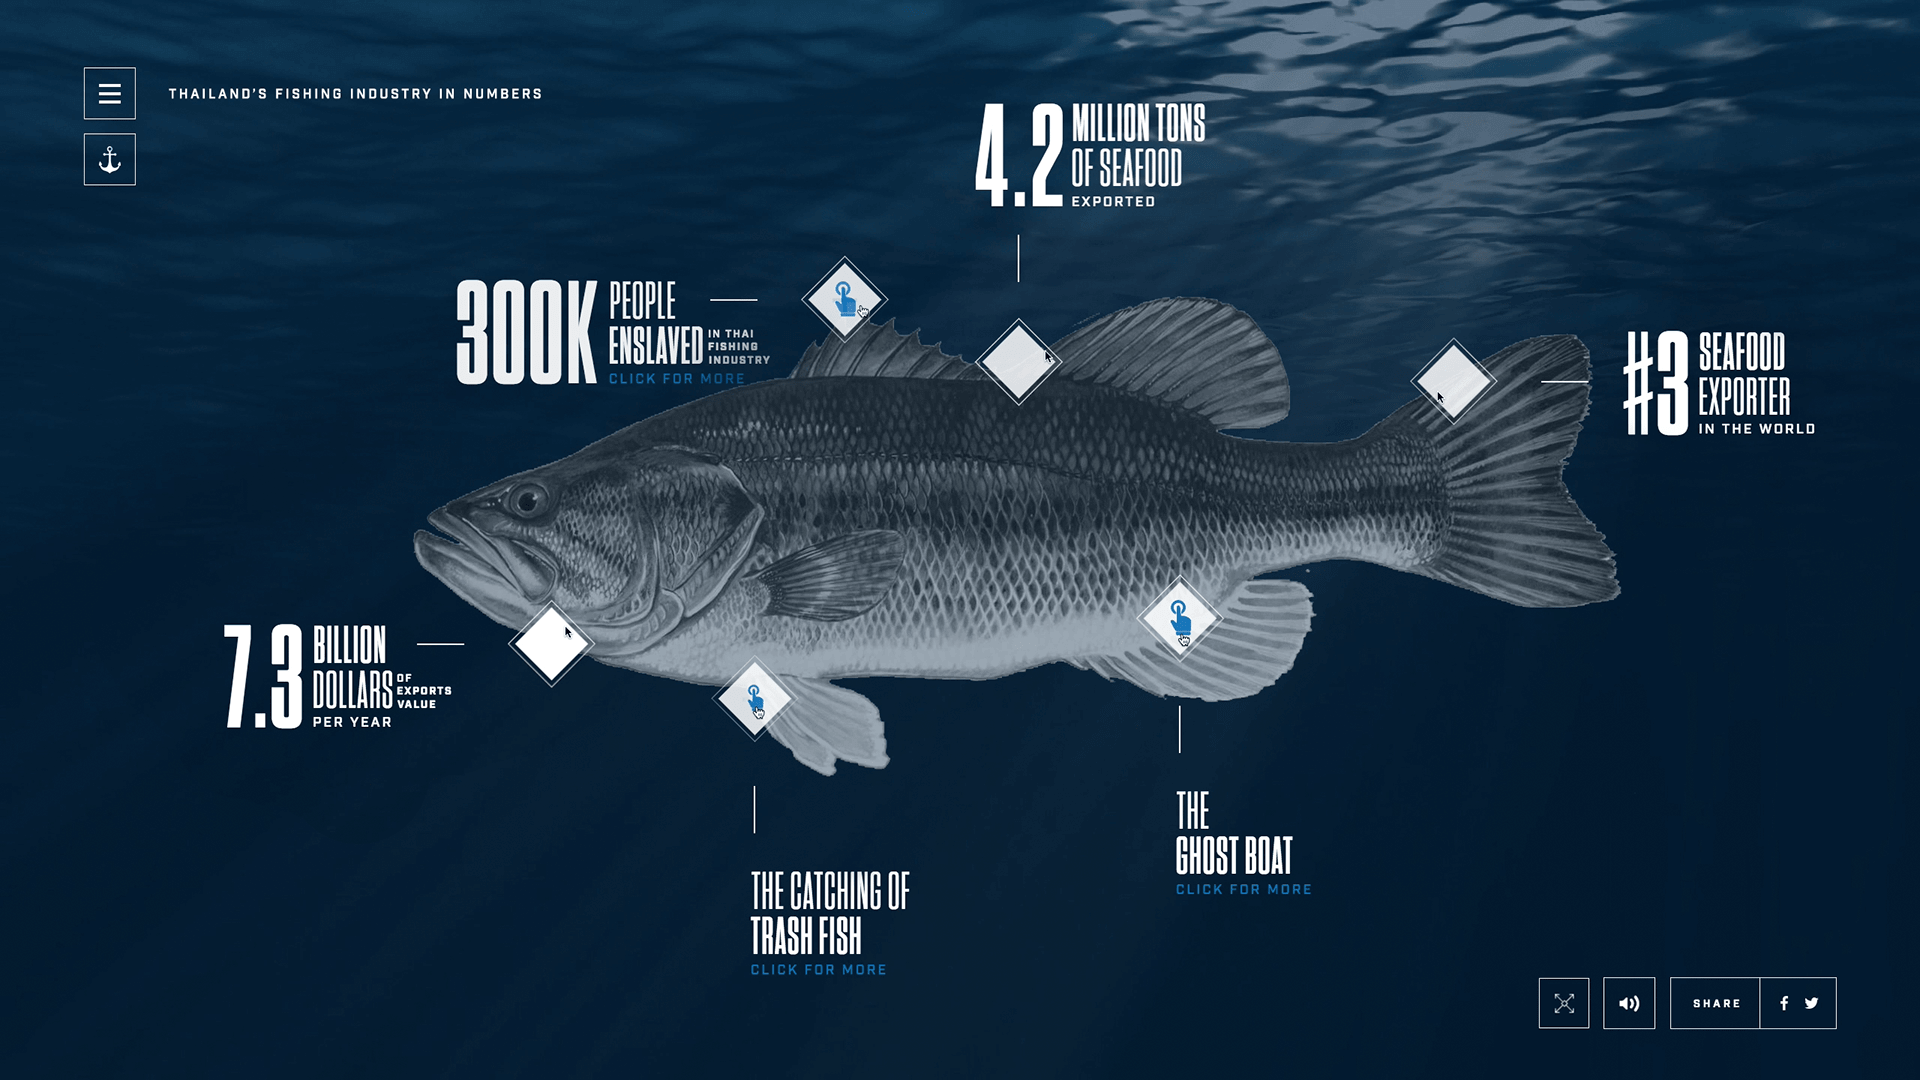 THAILAND'S FISHING INDUSTRY IN NUMBERS
4.2 MILLION TONS
OF SEAFOOD
EXPORTED
300K PEOPLE
ENSLAVED IN THAI
FISHING
INDUSTRY
CLICK FOR MORE
#3 SEAFOOD
EXPORTER
IN THE WORLD
7.3 BILLION
DOLLARS OF
EXPORTS
VALUE
PER YEAR
THE
GHOST BOAT
CLICK FOR MORE
THE CATCHING OF
TRASH FISH
CLICK FOR MORE
SHARE